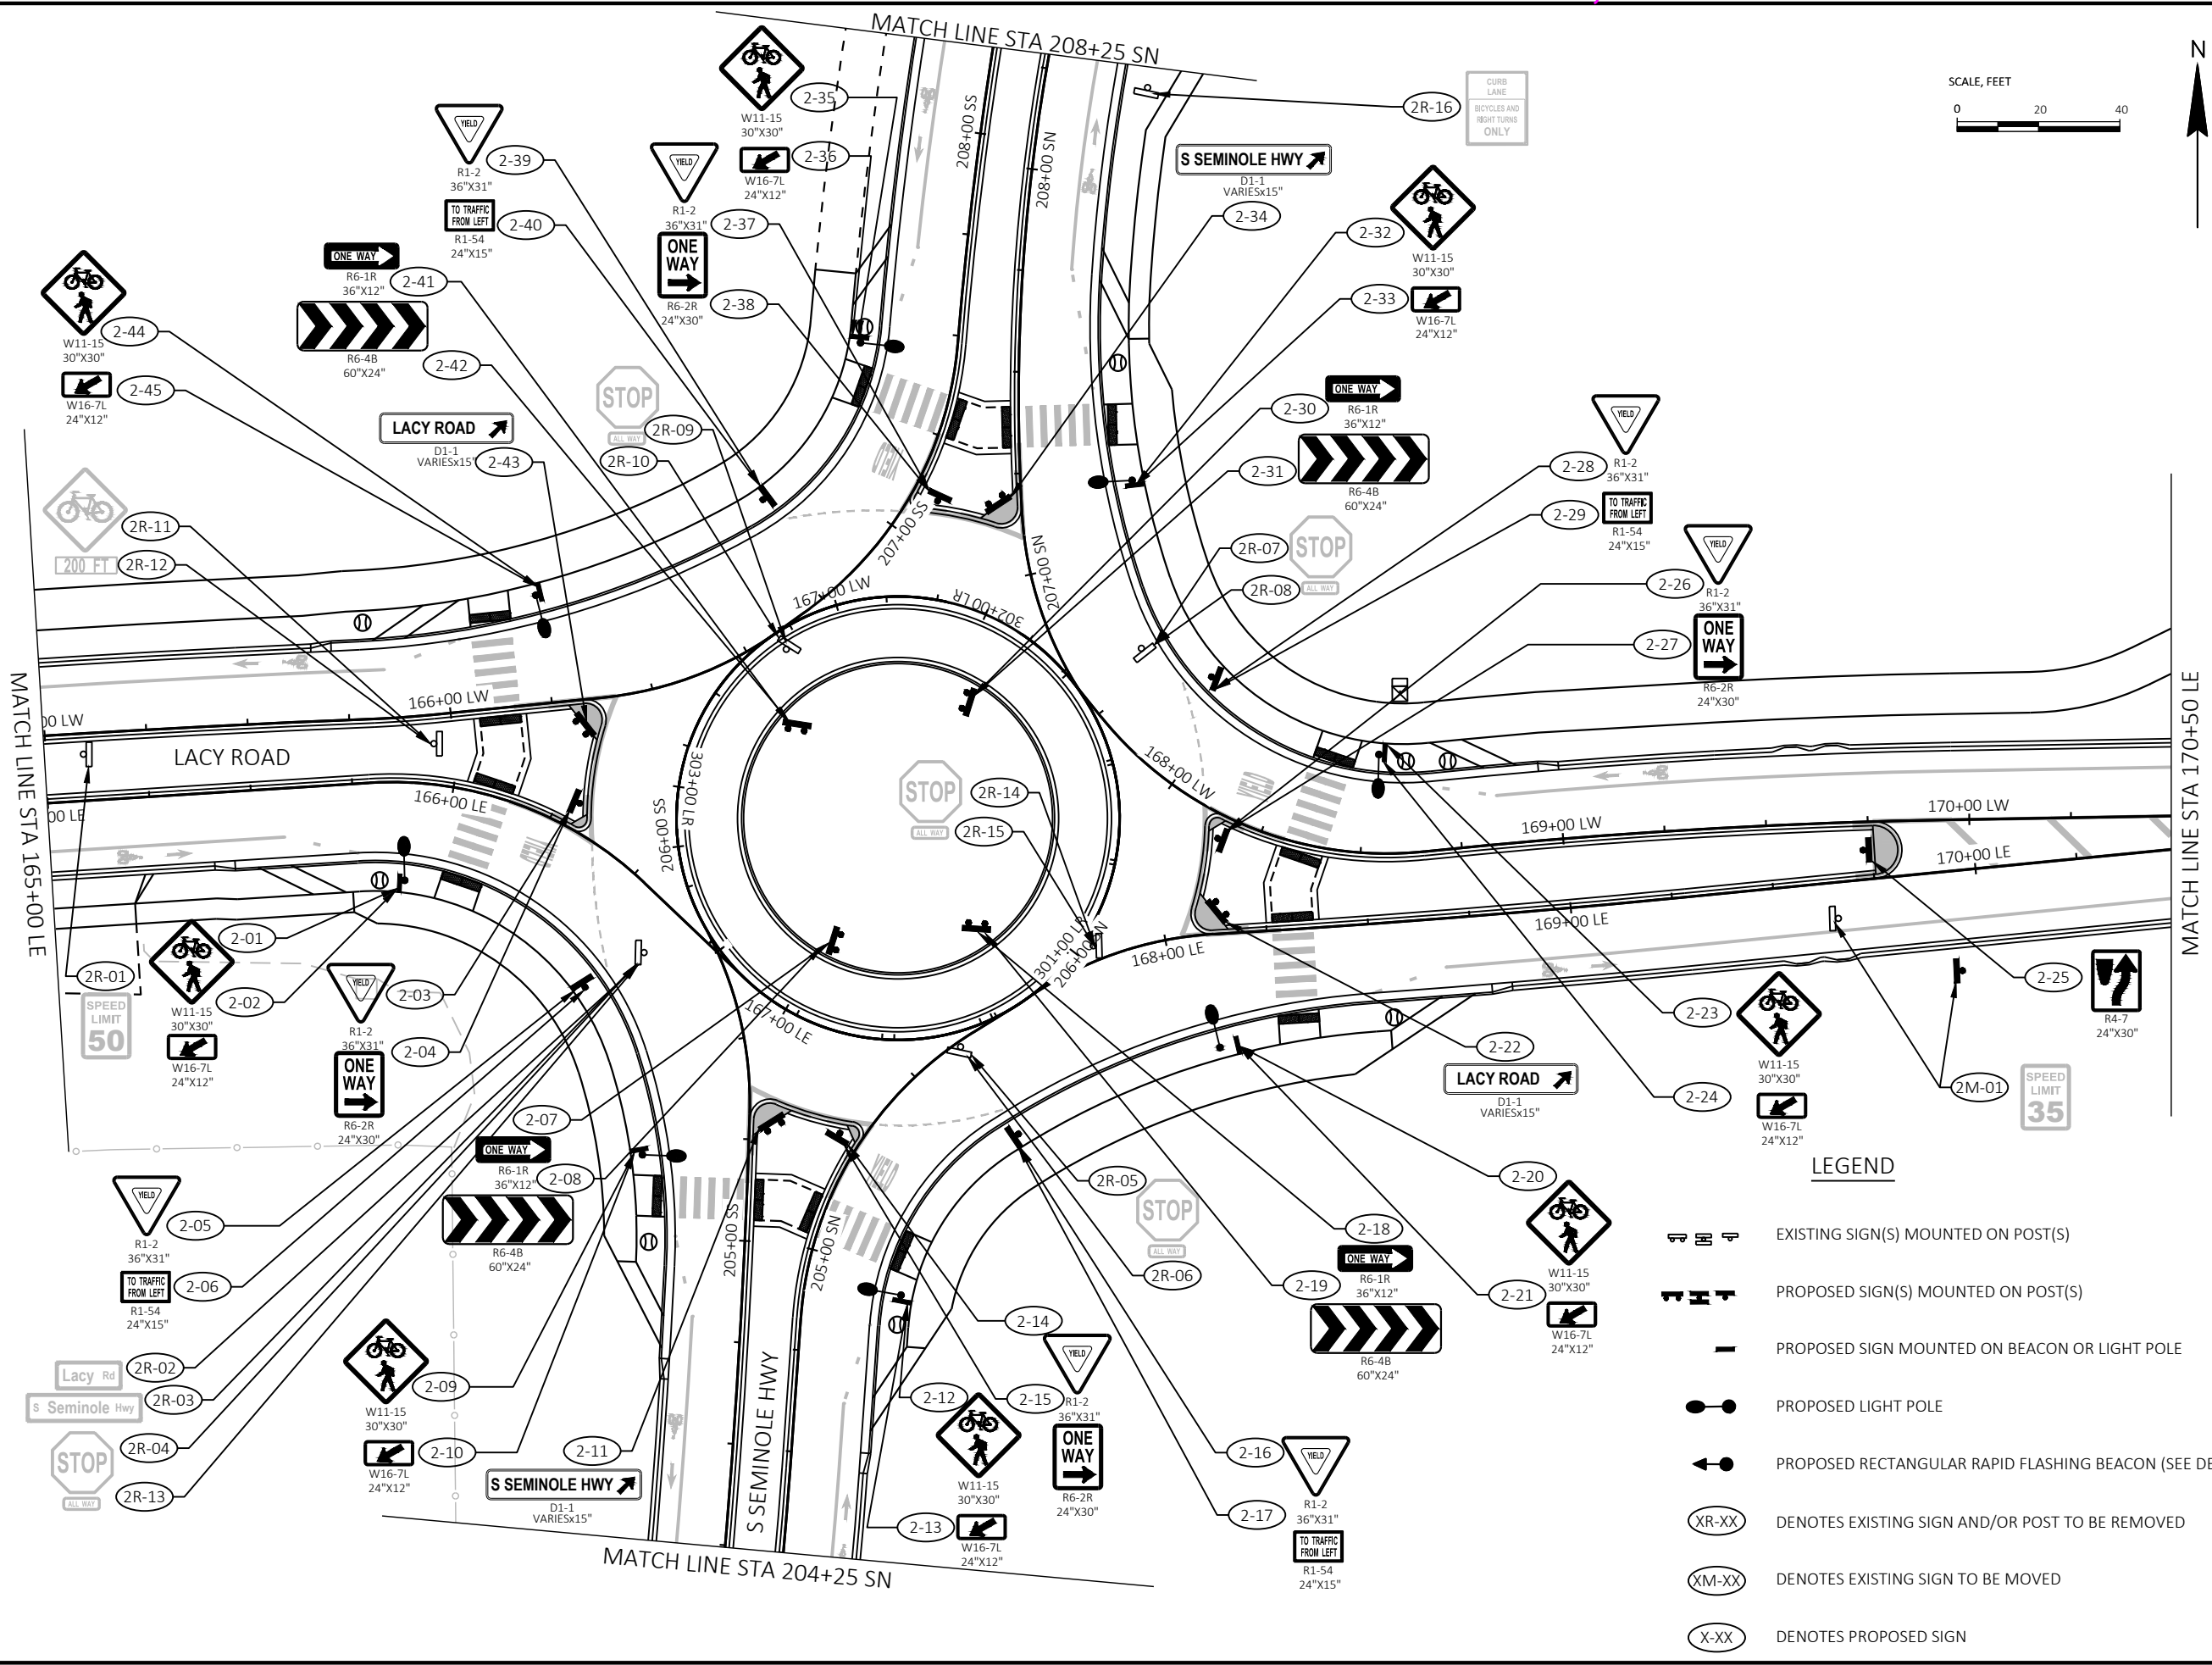 MATCH LINE STA 208+25 SN
N
SCALE, FEET
0 20 40
W11-15
30"X30"
2-35
W16-7L
24"X12"
2-36
YIELD
R1-2
36"X31"
2-39
TO TRAFFIC
FROM LEFT
R1-54
24"X15"
2-40
YIELD
R1-2
36"X31"
2-37
ONE
WAY
R6-2R
24"X30"
2-38
208+00 SS
208+00 SN
2R-16
CURB
LANE
BICYCLES AND
RIGHT TURNS
ONLY
S SEMINOLE HWY
D1-1
VARIESx15"
2-34
2-32
W11-15
30"X30"
2-33
W16-7L
24"X12"
ONE WAY
R6-1R
36"X12"
2-41
R6-4B
60"X24"
2-42
2-44
W11-15
30"X30"
2-45
W16-7L
24"X12"
LACY ROAD
D1-1
VARIESx15"
2-43
STOP
ALL WAY
2R-09
2R-10
2R-11
200 FT
2R-12
2-30
ONE WAY
R6-1R
36"X12"
2-31
R6-4B
60"X24"
2-28
YIELD
R1-2
36"X31"
2-29
TO TRAFFIC
FROM LEFT
R1-54
24"X15"
2R-07
STOP
2R-08
ALL WAY
2-26
YIELD
R1-2
36"X31"
2-27
ONE
WAY
R6-2R
24"X30"
YIELD
207+00 SS
207+00 SN
167+00 LW
302+00 LR
MATCH LINE STA 165+00 LE
00 LW
166+00 LW
LACY ROAD
166+00 LE
00 LE
YIELD
303+00 LR
206+00 SS
STOP
ALL WAY
2R-14
2R-15
168+00 LW
YIELD
169+00 LW
170+00 LW
170+00 LE
169+00 LE
168+00 LE
301+00 LR
206+00 SN
167+00 LE
MATCH LINE STA 170+50 LE
2R-01
SPEED
LIMIT
50
2-01
W11-15
30"X30"
2-02
W16-7L
24"X12"
YIELD
R1-2
36"X31"
2-03
ONE
WAY
R6-2R
24"X30"
2-04
2-25
R4-7
24"X30"
2-23
W11-15
30"X30"
2-24
W16-7L
24"X12"
2M-01
SPEED
LIMIT
35
2-22
LACY ROAD
D1-1
VARIESx15"
2-07
ONE WAY
R6-1R
36"X12"
2-08
R6-4B
60"X24"
YIELD
R1-2
36"X31"
2-05
TO TRAFFIC
FROM LEFT
R1-54
24"X15"
2-06
Lacy Rd
2R-02
S Seminole Hwy
2R-03
STOP
ALL WAY
2R-04
2R-13
W11-15
30"X30"
2-09
W16-7L
24"X12"
2-10
2-11
S SEMINOLE HWY
D1-1
VARIESx15"
205+00 SS
205+00 SN
YIELD
S SEMINOLE HWY
MATCH LINE STA 204+25 SN
2-14
2-15
YIELD
R1-2
36"X31"
ONE
WAY
R6-2R
24"X30"
2-12
W11-15
30"X30"
2-13
W16-7L
24"X12"
2R-05
STOP
ALL WAY
2R-06
2-16
YIELD
R1-2
36"X31"
2-17
TO TRAFFIC
FROM LEFT
R1-54
24"X15"
2-18
ONE WAY
R6-1R
36"X12"
2-19
R6-4B
60"X24"
2-20
W11-15
30"X30"
2-21
W16-7L
24"X12"
LEGEND
EXISTING SIGN(S) MOUNTED ON POST(S)
PROPOSED SIGN(S) MOUNTED ON POST(S)
PROPOSED SIGN MOUNTED ON BEACON OR LIGHT POLE
PROPOSED LIGHT POLE
PROPOSED RECTANGULAR RAPID FLASHING BEACON (SEE DE
XR-XX DENOTES EXISTING SIGN AND/OR POST TO BE REMOVED
XM-XX DENOTES EXISTING SIGN TO BE MOVED
X-XX DENOTES PROPOSED SIGN